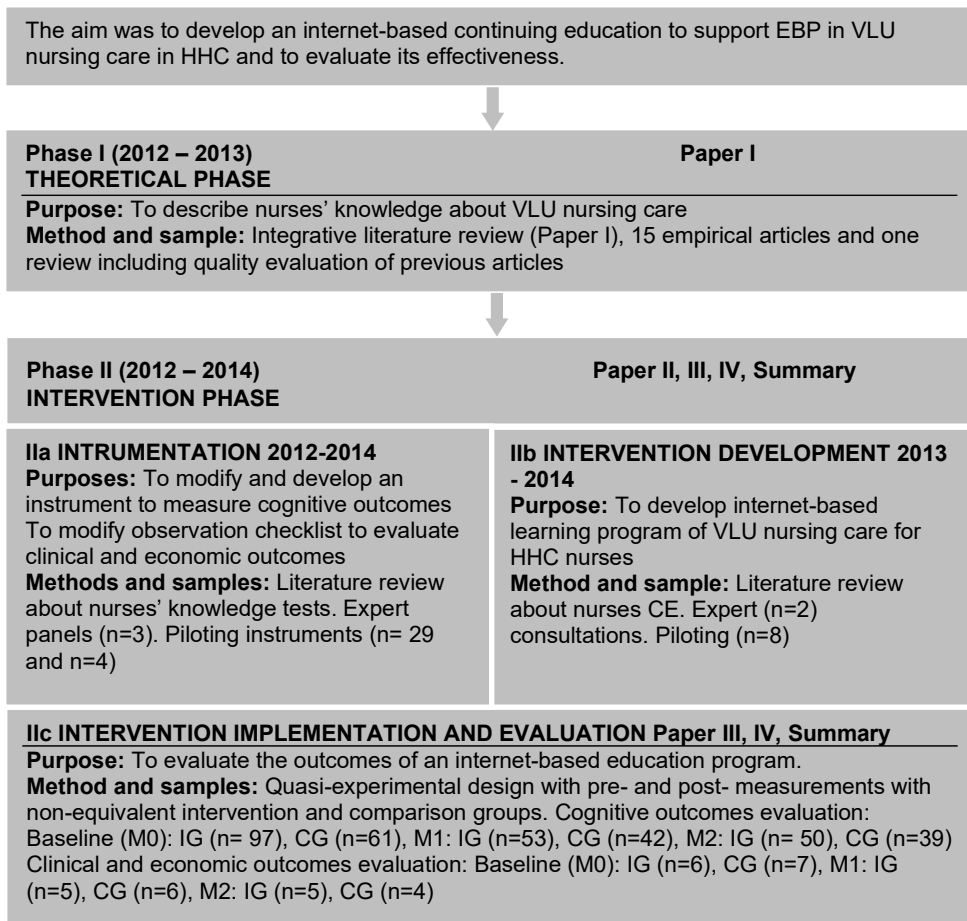 The aim was to develop an internet-based continuing education to support EBP in VLU
nursing care in HHC and to evaluate its effectiveness.
Phase I (2012 – 2013) Paper I
THEORETICAL PHASE
Purpose: To describe nurses’ knowledge about VLU nursing care
Method and sample: Integrative literature review (Paper I), 15 empirical articles and one
review including quality evaluation of previous articles
Phase II (2012 – 2014) Paper II, III, IV, Summary
INTERVENTION PHASE
IIa INTRUMENTATION 2012-2014
Purposes: To modify and develop an
instrument to measure cognitive outcomes
To modify observation checklist to evaluate
clinical and economic outcomes
Methods and samples: Literature review
about nurses’ knowledge tests. Expert
panels (n=3). Piloting instruments (n= 29
and n=4)
IIb INTERVENTION DEVELOPMENT 2013
- 2014
Purpose: To develop internet-based
learning program of VLU nursing care for
HHC nurses
Method and sample: Literature review
about nurses CE. Expert (n=2)
consultations. Piloting (n=8)
IIc INTERVENTION IMPLEMENTATION AND EVALUATION Paper III, IV, Summary
Purpose: To evaluate the outcomes of an internet-based education program.
Method and samples: Quasi-experimental design with pre- and post- measurements with
non-equivalent intervention and comparison groups. Cognitive outcomes evaluation:
Baseline (M0): IG (n= 97), CG (n=61), M1: IG (n=53), CG (n=42), M2: IG (n= 50), CG (n=39)
Clinical and economic outcomes evaluation: Baseline (M0): IG (n=6), CG (n=7), M1: IG
(n=5), CG (n=6), M2: IG (n=5), CG (n=4)